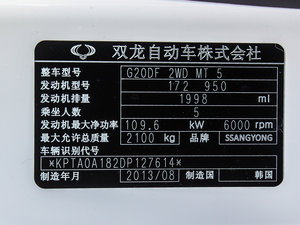 双龙自动车株式会社
整车型号 G20DF 2WD MT 5
发动机型号 172 950
发动机排量 1998 ml
乘坐人数 5
发动机最大净功率 109.6 kW 6000 rpm
最大允许总质量 2100 kg 品牌 SSANGYONG
车辆识别代号
*KPTA0A182DP127614*
制造年月 2013/08 制造国 韩国